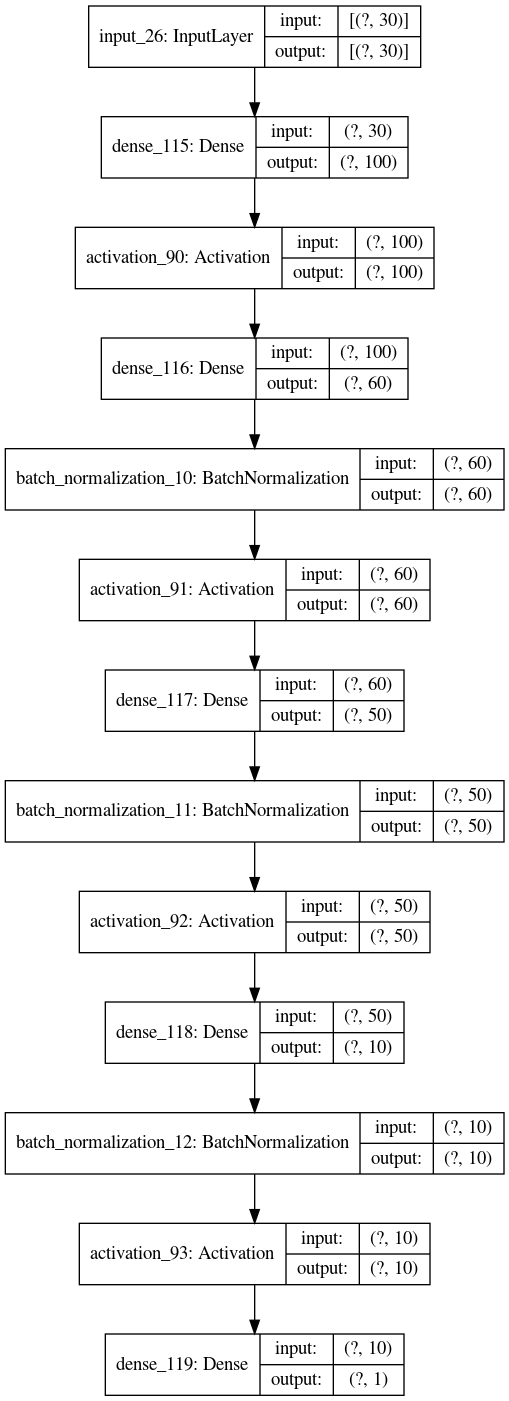 input_26: InputLayer
input: [(?, 30)]
output: [(?, 30)]
dense_115: Dense
input: (?, 30)
output: (?, 100)
activation_90: Activation
input: (?, 100)
output: (?, 100)
dense_116: Dense
input: (?, 100)
output: (?, 60)
batch_normalization_10: BatchNormalization
input: (?, 60)
output: (?, 60)
activation_91: Activation
input: (?, 60)
output: (?, 60)
dense_117: Dense
input: (?, 60)
output: (?, 50)
batch_normalization_11: BatchNormalization
input: (?, 50)
output: (?, 50)
activation_92: Activation
input: (?, 50)
output: (?, 50)
dense_118: Dense
input: (?, 50)
output: (?, 10)
batch_normalization_12: BatchNormalization
input: (?, 10)
output: (?, 10)
activation_93: Activation
input: (?, 10)
output: (?, 10)
dense_119: Dense
input: (?, 10)
output: (?, 1)